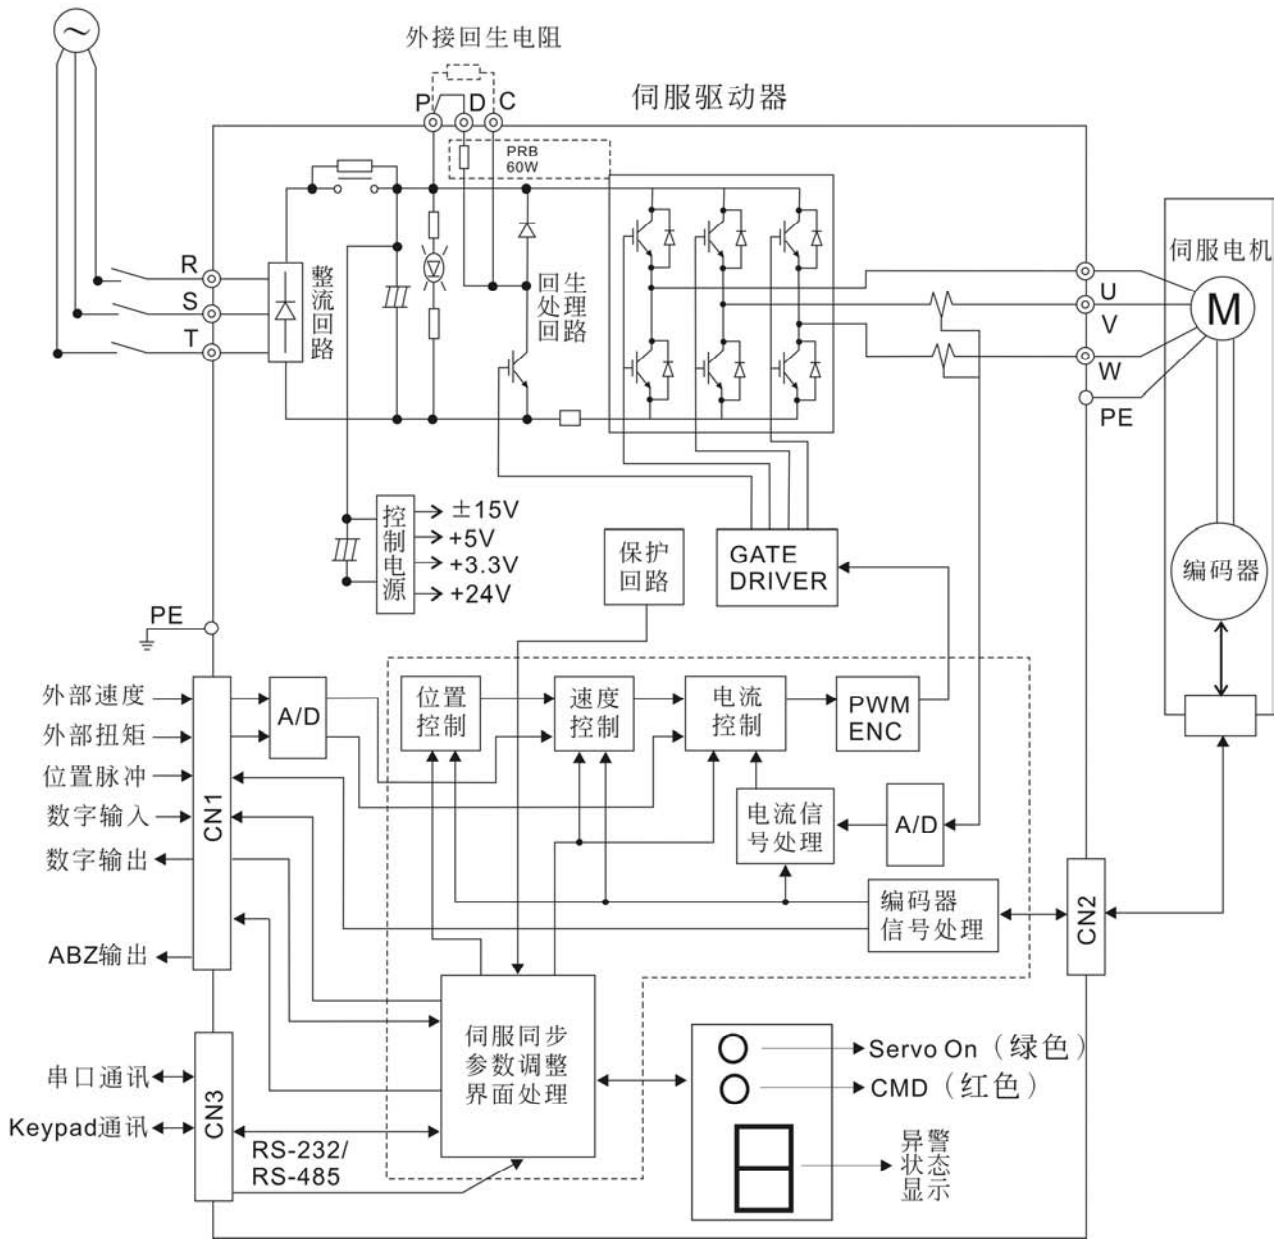 外接回生电阻
P D C
伺服驱动器
PRB
60W
伺服电机
R
S
T
整流回路
回生
处理
回路
U
V
W
PE
M
控制电源
±15V
+5V
+3.3V
+24V
保护
回路
GATE
DRIVER
编码器
PE
外部速度
外部扭矩
位置脉冲
数字输入
数字输出
ABZ输出
CN1
A/D
位置
控制
速度
控制
电流
控制
PWM
ENC
电流信
号处理
A/D
编码器
信号处理
CN2
伺服同步
参数调整
界面处理
串口通讯
Keypad通讯
CN3
RS-232/
RS-485
Servo On（绿色）
CMD（红色）
异警
状态
显示